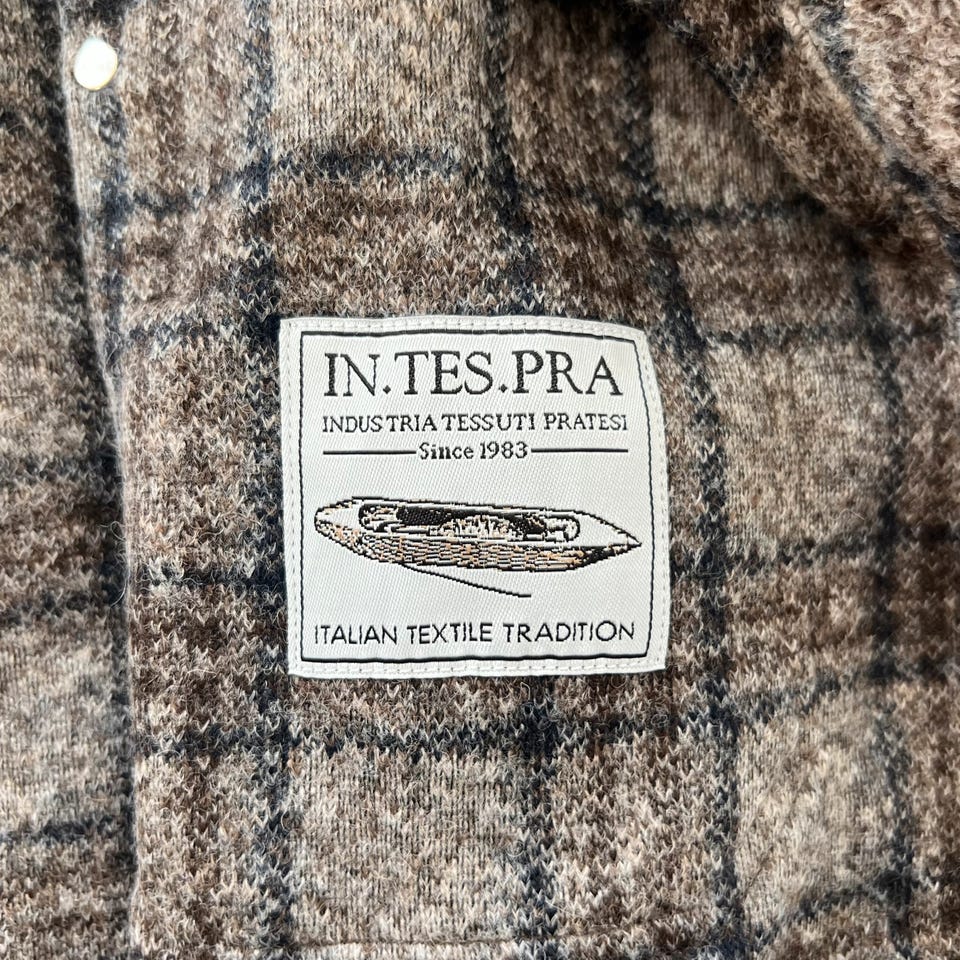 IN.TES.PRA
INDUSTRIA TESSUTI PRATESI
Since 1983
ITALIAN TEXTILE TRADITION